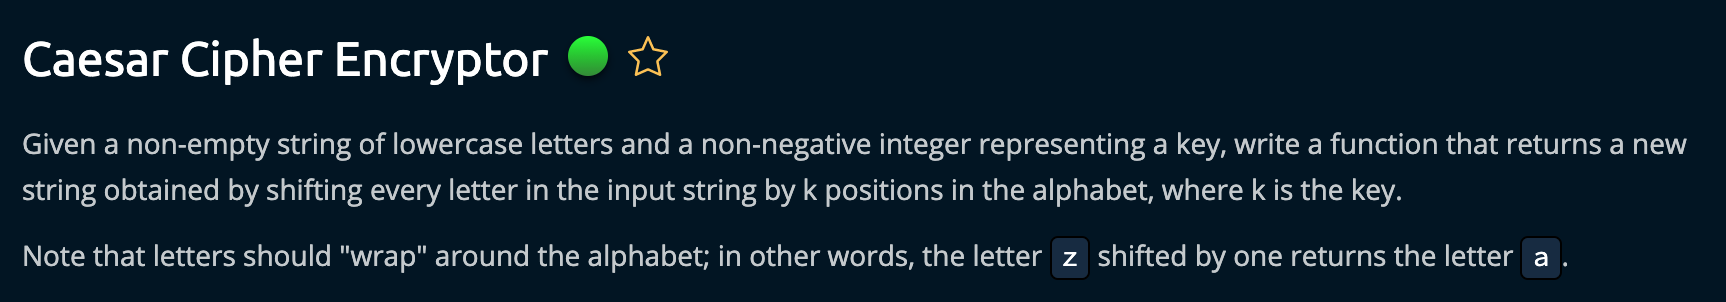 Caesar Cipher Encryptor
Given a non-empty string of lowercase letters and a non-negative integer representing a key, write a function that returns a new
string obtained by shifting every letter in the input string by k positions in the alphabet, where k is the key.
Note that letters should "wrap" around the alphabet; in other words, the letter z shifted by one returns the letter a.